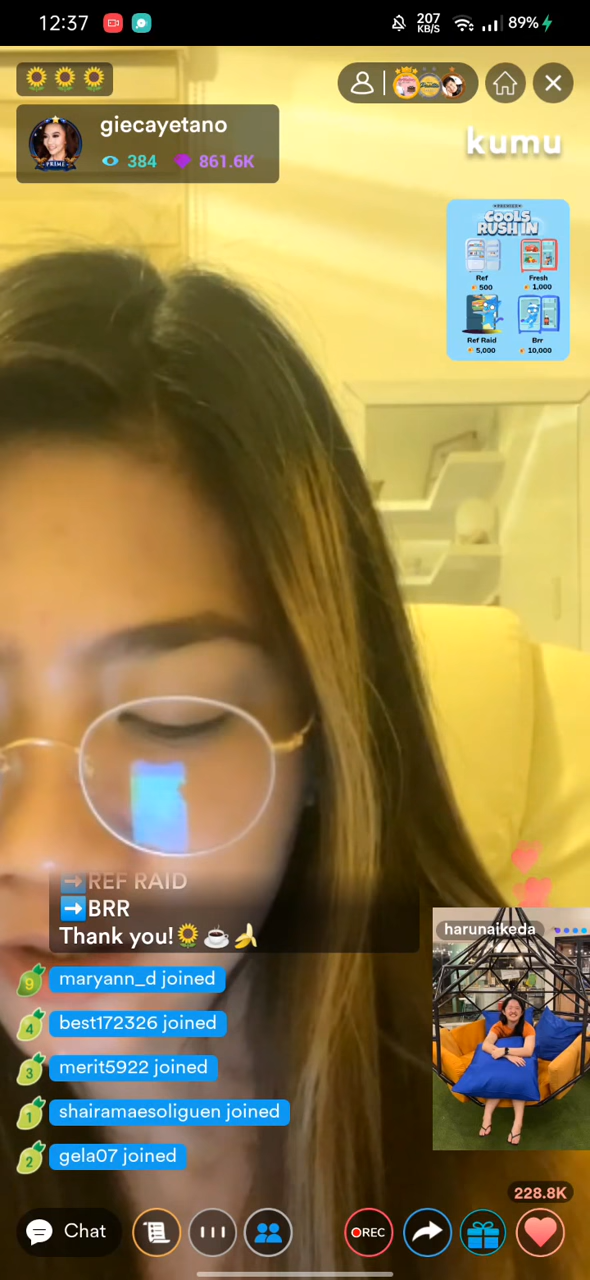 12:37
207
KB/S
89%
giecayetano
PRIME
384
861.6K
kumu
COOLS
RUSH IN
Ref
500
Fresh
1,000
Ref Raid
5,000
Brr
10,000
➡️REF RAID
➡️BRR
Thank you!🌻☕🍌
harunaikeda
9 maryann_d joined
4 best172326 joined
3 merit5922 joined
1 shairamaesoliguen joined
2 gela07 joined
228.8K
Chat
REC